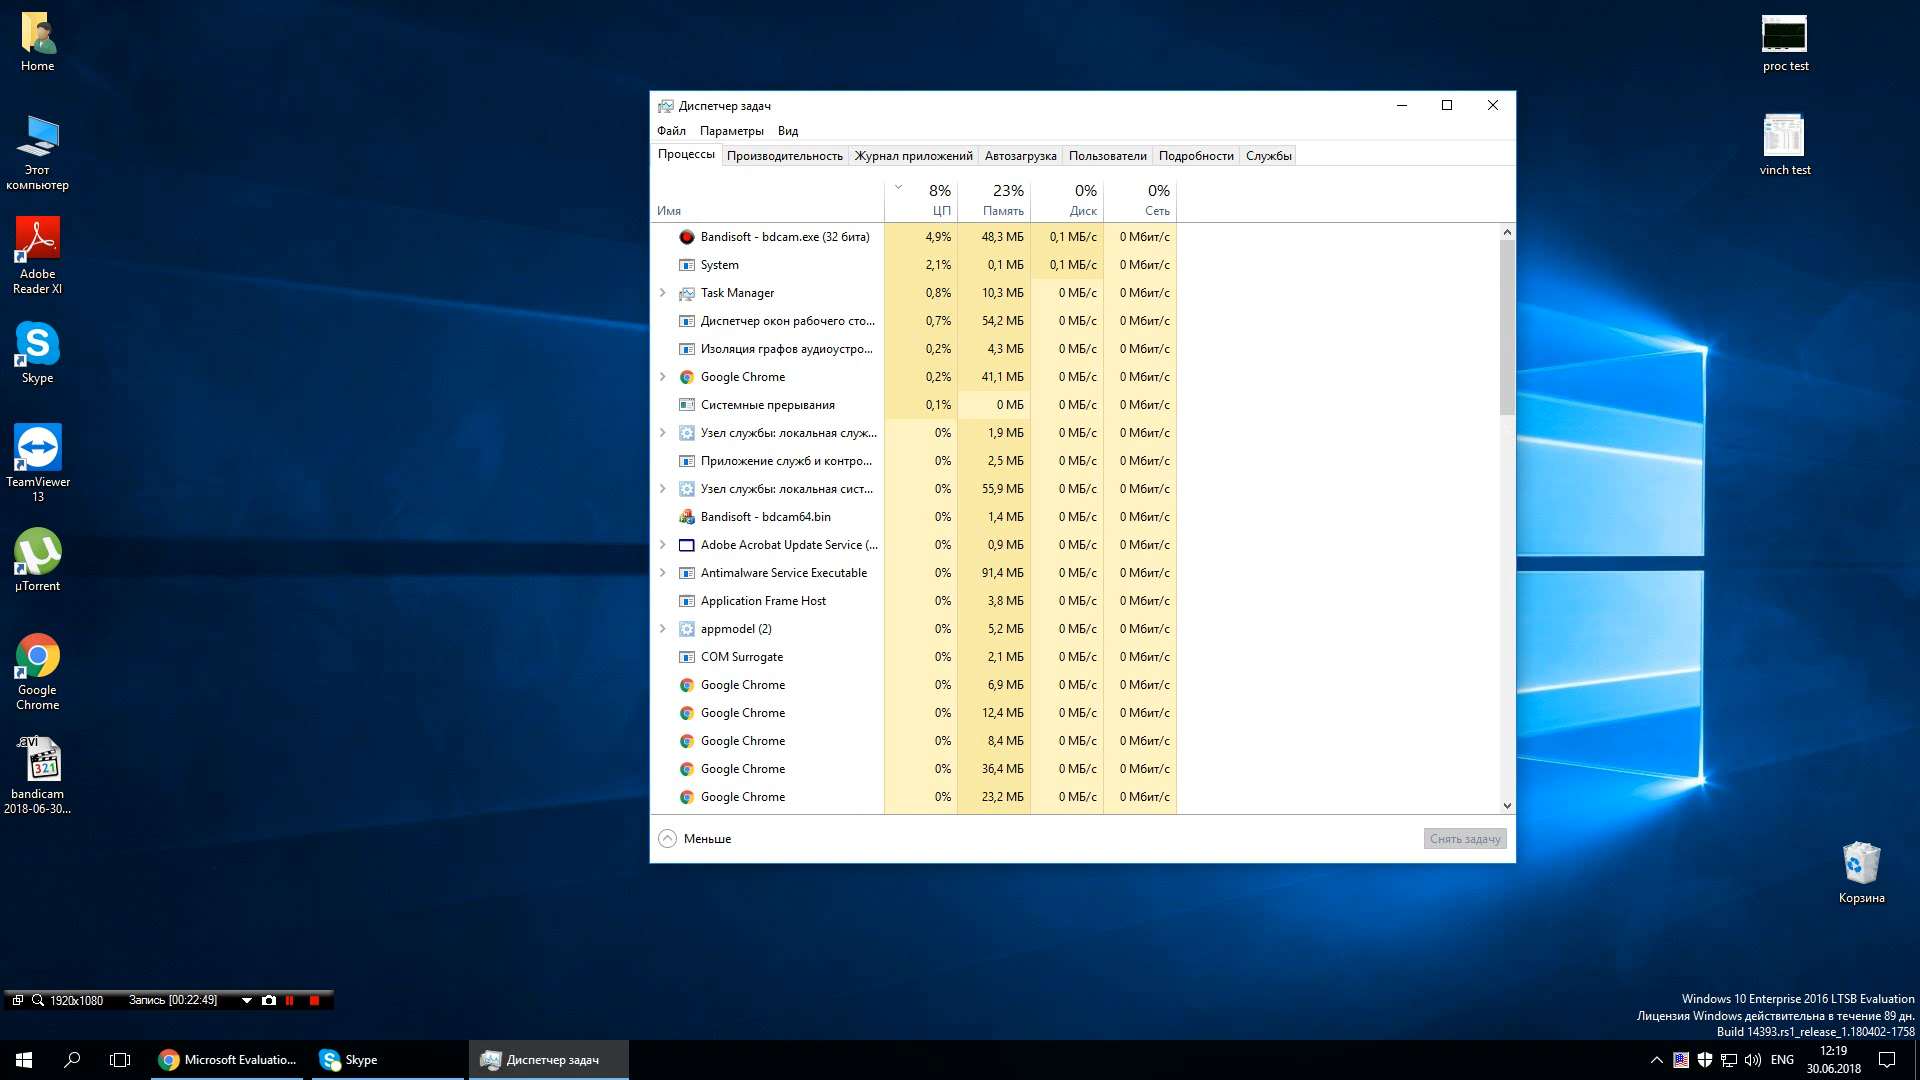 Home
Этот
компьютер
Adobe
Reader XI
Skype
TeamViewer
13
µTorrent
Google
Chrome
.avi
321
bandicam
2018-06-30...
proc test
vinch test
Корзина
Диспетчер задач
Файл Параметры Вид
Процессы Производительность Журнал приложений Автозагрузка Пользователи Подробности Службы
8% 23% 0% 0%
Имя ЦП Память Диск Сеть
Bandisoft - bdcam.exe (32 бита) 4,9% 48,3 МБ 0,1 МБ/с 0 Мбит/с
System 2,1% 0,1 МБ 0,1 МБ/с 0 Мбит/с
Task Manager 0,8% 10,3 МБ 0 МБ/с 0 Мбит/с
Диспетчер окон рабочего сто... 0,7% 54,2 МБ 0 МБ/с 0 Мбит/с
Изоляция графов аудиоустро... 0,2% 4,3 МБ 0 МБ/с 0 Мбит/с
Google Chrome 0,2% 41,1 МБ 0 МБ/с 0 Мбит/с
Системные прерывания 0,1% 0 МБ 0 МБ/с 0 Мбит/с
Узел службы: локальная служ... 0% 1,9 МБ 0 МБ/с 0 Мбит/с
Приложение служб и контро... 0% 2,5 МБ 0 МБ/с 0 Мбит/с
Узел службы: локальная сист... 0% 55,9 МБ 0 МБ/с 0 Мбит/с
Bandisoft - bdcam64.bin 0% 1,4 МБ 0 МБ/с 0 Мбит/с
Adobe Acrobat Update Service (... 0% 0,9 МБ 0 МБ/с 0 Мбит/с
Antimalware Service Executable 0% 91,4 МБ 0 МБ/с 0 Мбит/с
Application Frame Host 0% 3,8 МБ 0 МБ/с 0 Мбит/с
appmodel (2) 0% 5,2 МБ 0 МБ/с 0 Мбит/с
COM Surrogate 0% 2,1 МБ 0 МБ/с 0 Мбит/с
Google Chrome 0% 6,9 МБ 0 МБ/с 0 Мбит/с
Google Chrome 0% 12,4 МБ 0 МБ/с 0 Мбит/с
Google Chrome 0% 8,4 МБ 0 МБ/с 0 Мбит/с
Google Chrome 0% 36,4 МБ 0 МБ/с 0 Мбит/с
Google Chrome 0% 23,2 МБ 0 МБ/с 0 Мбит/с
Меньше Снять задачу
1920x1080 Запись [00:22:49]
Windows 10 Enterprise 2016 LTSB Evaluation
Лицензия Windows действительна в течение 89 дн.
Build 14393.rs1_release_1.180402-1758
Microsoft Evaluatio... Skype Диспетчер задач ENG 12:19
30.06.2018